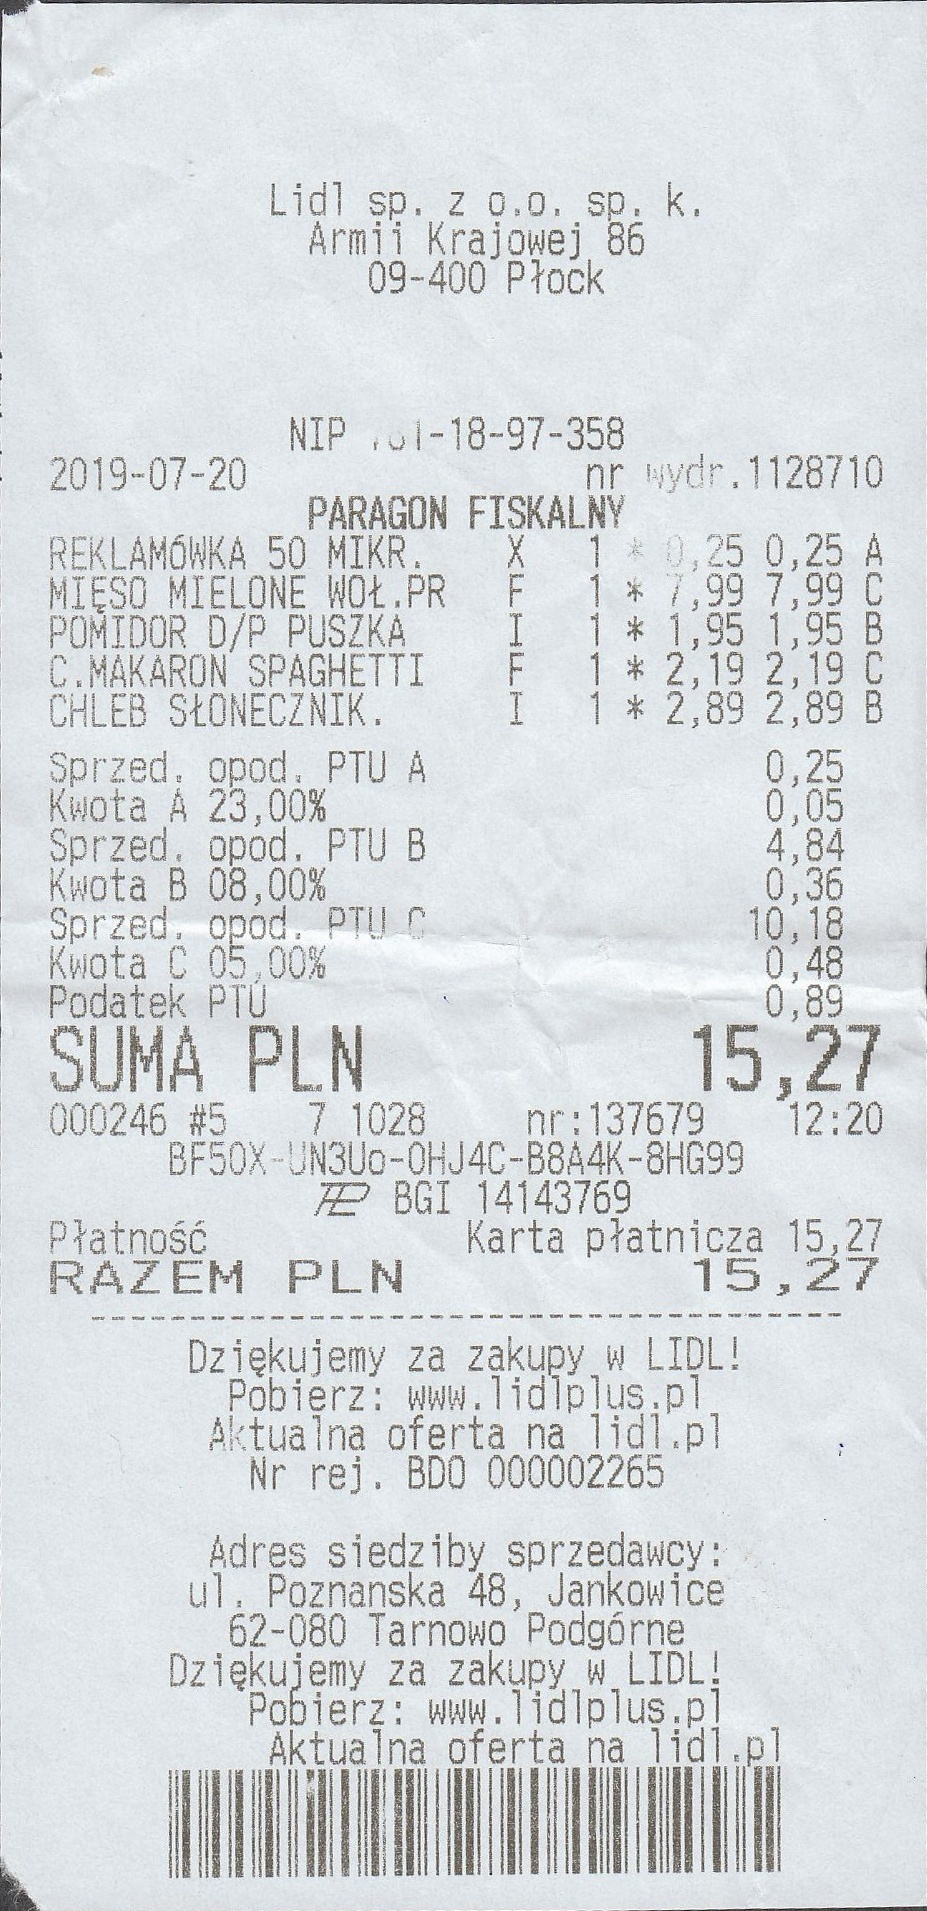 Lidl sp. z o.o. sp. k.
Armii Krajowej 86
09-400 Płock
NIP 1-18-97-358
2019-07-20 nr wydr.1128710
PARAGON FISKALNY
REKLAMÓWKA 50 MIKR. X 1 * 0,25 0,25 A
MIĘSO MIELONE WOŁ.PR F 1 * 7,99 7,99 C
POMIDOR D/P PUSZKA I 1 * 1,95 1,95 B
C.MAKARON SPAGHETTI F 1 * 2,19 2,19 C
CHLEB SŁONECZNIK. I 1 * 2,89 2,89 B
Sprzed. opod. PTU A 0,25
Kwota A 23,00% 0,05
Sprzed. opod. PTU B 4,84
Kwota B 08,00% 0,36
Sprzed. opod. PTU C 10,18
Kwota C 05,00% 0,48
Podatek PTU 0,89
SUMA PLN 15,27
000246 #5 7 1028 nr:137679 12:20
BF50X-UN3Uo-OHJ4C-B8A4K-8HG99
BGI 14143769
Płatność Karta płatnicza 15,27
RAZEM PLN 15,27
Dziękujemy za zakupy w LIDL!
Pobierz: www.lidlplus.pl
Aktualna oferta na lidl.pl
Nr rej. BDO 000002265
Adres siedziby sprzedawcy:
ul. Poznanska 48, Jankowice
62-080 Tarnowo Podgórne
Dziękujemy za zakupy w LIDL!
Pobierz: www.lidlplus.pl
Aktualna oferta na lidl.pl